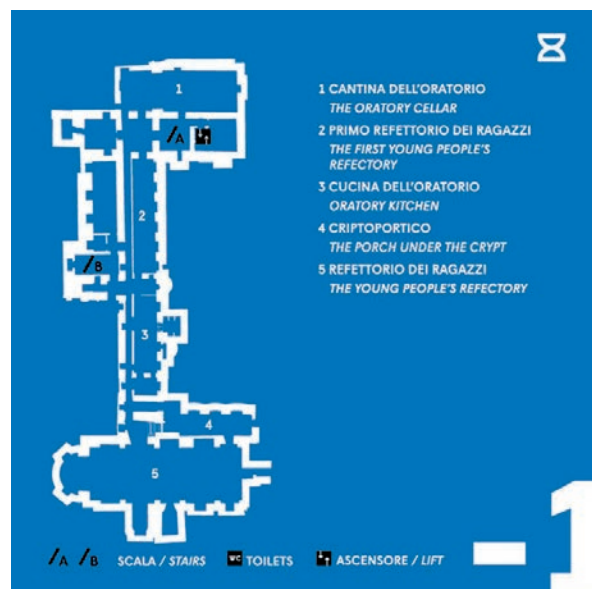 1 CANTINA DELL'ORATORIO
THE ORATORY CELLAR
2 PRIMO REFETTORIO DEI RAGAZZI
THE FIRST YOUNG PEOPLE'S
REFECTORY
3 CUCINA DELL'ORATORIO
ORATORY KITCHEN
4 CRIPTOPORTICO
THE PORCH UNDER THE CRYPT
5 REFETTORIO DEI RAGAZZI
THE YOUNG PEOPLE'S REFECTORY
1
A
2
B
3
4
5
A B SCALA / STAIRS WC TOILETS ASCENSORE / LIFT
1